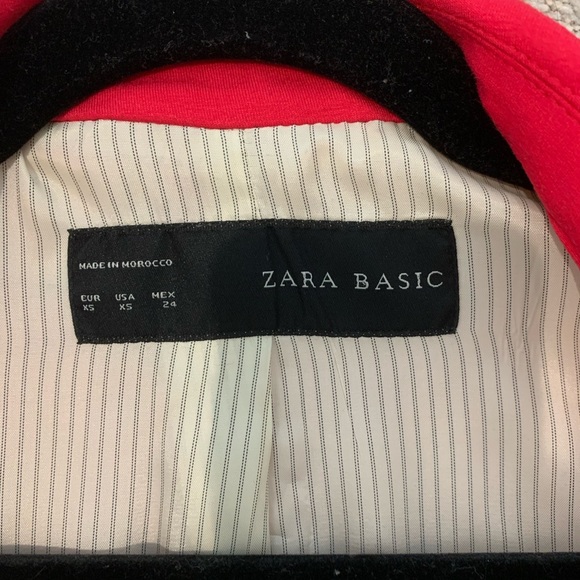 MADE IN MOROCCO
ZARA BASIC
EUR USA MEX
XS XS 24